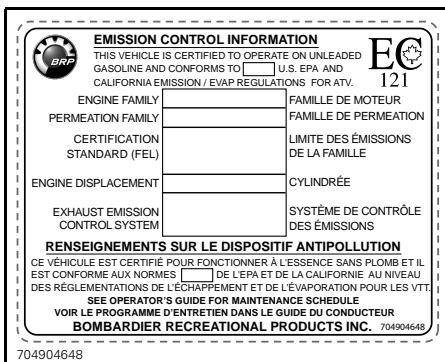 EMISSION CONTROL INFORMATION
BRP
THIS VEHICLE IS CERTIFIED TO OPERATE ON UNLEADED
GASOLINE AND CONFORMS TO U.S. EPA AND
CALIFORNIA EMISSION / EVAP REGULATIONS FOR ATV.
EC
121
ENGINE FAMILY FAMILLE DE MOTEUR
PERMEATION FAMILY FAMILLE DE PERMEATION
CERTIFICATION LIMITE DES ÉMISSIONS
STANDARD (FEL) DE LA FAMILLE
ENGINE DISPLACEMENT CYLINDRÉE
EXHAUST EMISSION SYSTÈME DE CONTRÔLE
CONTROL SYSTEM DES ÉMISSIONS
RENSEIGNEMENTS SUR LE DISPOSITIF ANTIPOLLUTION
CE VÉHICULE EST CERTIFIÉ POUR FONCTIONNER À L'ESSENCE SANS PLOMB ET IL
EST CONFORME AUX NORMES DE L'EPA ET DE LA CALIFORNIE AU NIVEAU
DES RÉGLEMENTATIONS DE L'ÉCHAPPEMENT ET DE L'ÉVAPORATION POUR LES VTT.
SEE OPERATOR'S GUIDE FOR MAINTENANCE SCHEDULE
VOIR LE PROGRAMME D'ENTRETIEN DANS LE GUIDE DU CONDUCTEUR
BOMBARDIER RECREATIONAL PRODUCTS INC. 704904648
704904648